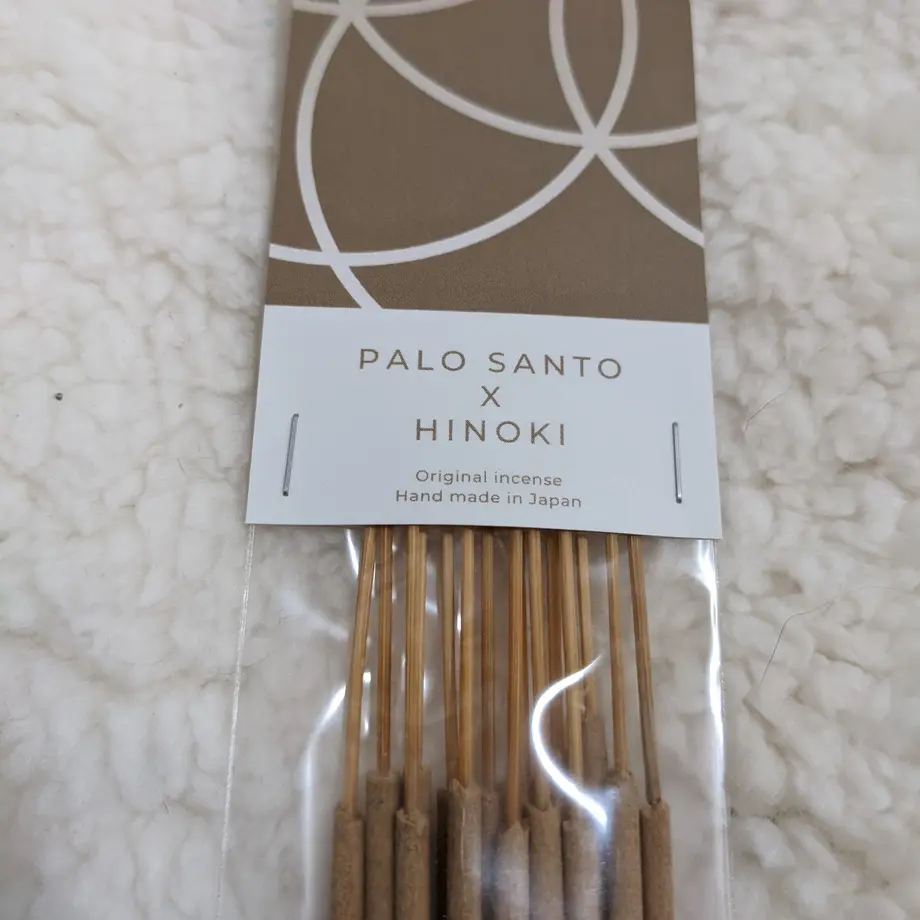 PALO SANTO
X
HINOKI
Original incense
Hand made in Japan